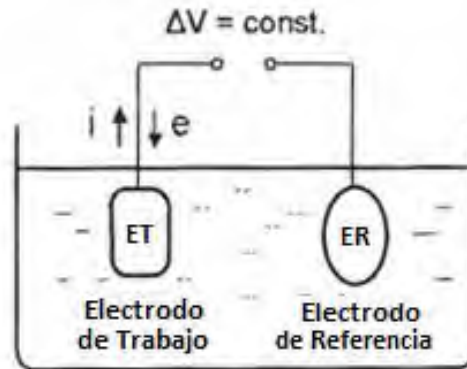 ΔV = const.
i e
ET ER
Electrodo Electrodo
de Trabajo de Referencia